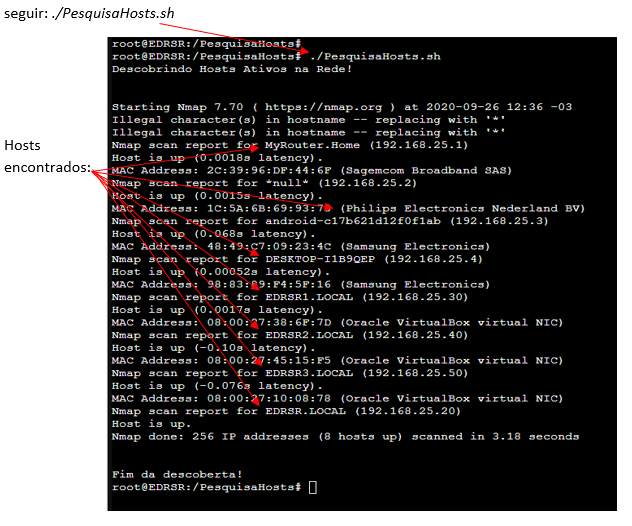 seguir: ./PesquisaHosts.sh
root@EDRSR:/PesquisaHosts#
root@EDRSR:/PesquisaHosts# ./PesquisaHosts.sh
Descobrindo Hosts Ativos na Rede!
Starting Nmap 7.70 ( https://nmap.org ) at 2020-09-26 12:36 -03
Illegal character(s) in hostname -- replacing with '*'
Illegal character(s) in hostname -- replacing with '*'
Hosts
encontrados:
Nmap scan report for MyRouter.Home (192.168.25.1)
Host is up (0.0018s latency).
MAC Address: 2C:39:96:DF:44:6F (Sagemcom Broadband SAS)
Nmap scan report for *null* (192.168.25.2)
Host is up (0.0015s latency).
MAC Address: 1C:5A:6B:69:93: (Philips Electronics Nederland BV)
Nmap scan report for android-c17b621d12f0f1ab (192.168.25.3)
Host is up (0.068s latency).
MAC Address: 48:49:C7:09:23:4C (Samsung Electronics)
Nmap scan report for DESKTOP-I1B9QEP (192.168.25.4)
Host is up (0.00052s latency).
MAC Address: 98:83:89:F4:5F:16 (Samsung Electronics)
Nmap scan report for EDRSR1.LOCAL (192.168.25.30)
Host is up (0.0017s latency).
MAC Address: 08:00:27:38:6F:7D (Oracle VirtualBox virtual NIC)
Nmap scan report for EDRSR2.LOCAL (192.168.25.40)
Host is up (-0.10s latency).
MAC Address: 08:00:27:45:15:F5 (Oracle VirtualBox virtual NIC)
Nmap scan report for EDRSR3.LOCAL (192.168.25.50)
Host is up (-0.076s latency).
MAC Address: 08:00:27:10:08:78 (Oracle VirtualBox virtual NIC)
Nmap scan report for EDRSR.LOCAL (192.168.25.20)
Host is up.
Nmap done: 256 IP addresses (8 hosts up) scanned in 3.18 seconds
Fim da descoberta!
root@EDRSR:/PesquisaHosts#